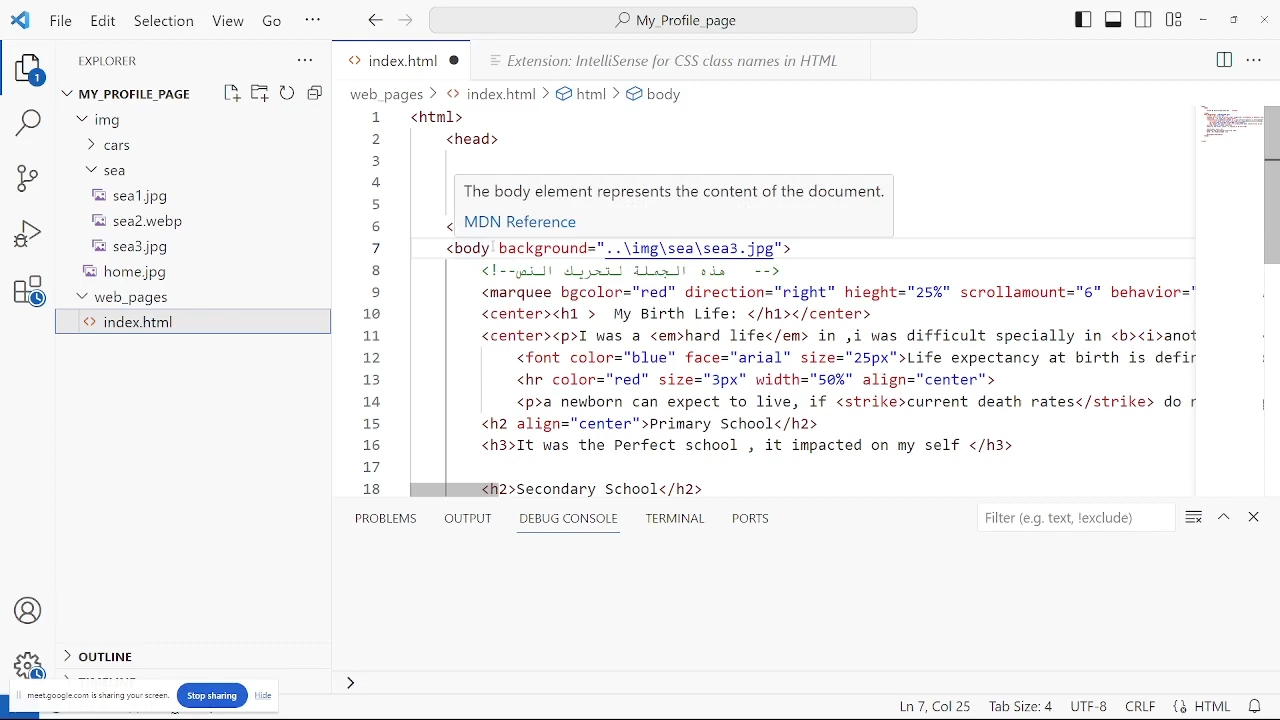 File Edit Selection View Go ···
My_Profile_page
EXPLORER
MY_PROFILE_PAGE
img
cars
sea
sea1.jpg
sea2.webp
sea3.jpg
home.jpg
web_pages
index.html
OUTLINE
1
index.html
Extension: IntelliSense for CSS class names in HTML
web_pages > index.html > html > body
1 <html>
2 <head>
3
4
5
6 <
The body element represents the content of the document.
MDN Reference
7 <body background="..\img\sea\sea3.jpg">
8 <!--هذه الجملة لتحريك النص -->
9 <marquee bgcolor="red" direction="right" hieght="25%" scrollamount="6" behavior="
10 <center><h1 > My Birth Life: </h1></center>
11 <center><p>I was a <em>hard life</em> in ,i was difficult specially in <b><i>anot
12 <font color="blue" face="arial" size="25px">Life expectancy at birth is defin
13 <hr color="red" size="3px" width="50%" align="center">
14 <p>a newborn can expect to live, if <strike>current death rates</strike> do n
15 <h2 align="center">Primary School</h2>
16 <h3>It was the Perfect school , it impacted on my self </h3>
17
18 <h2>Secondary School</h2>
PROBLEMS OUTPUT DEBUG CONSOLE TERMINAL PORTS
Filter (e.g. text, !exclude)
meet.google.com is sharing your screen. Stop sharing Hide
Ln 7, Col 25 Tab Size: 4 UTF-8 CRLF HTML